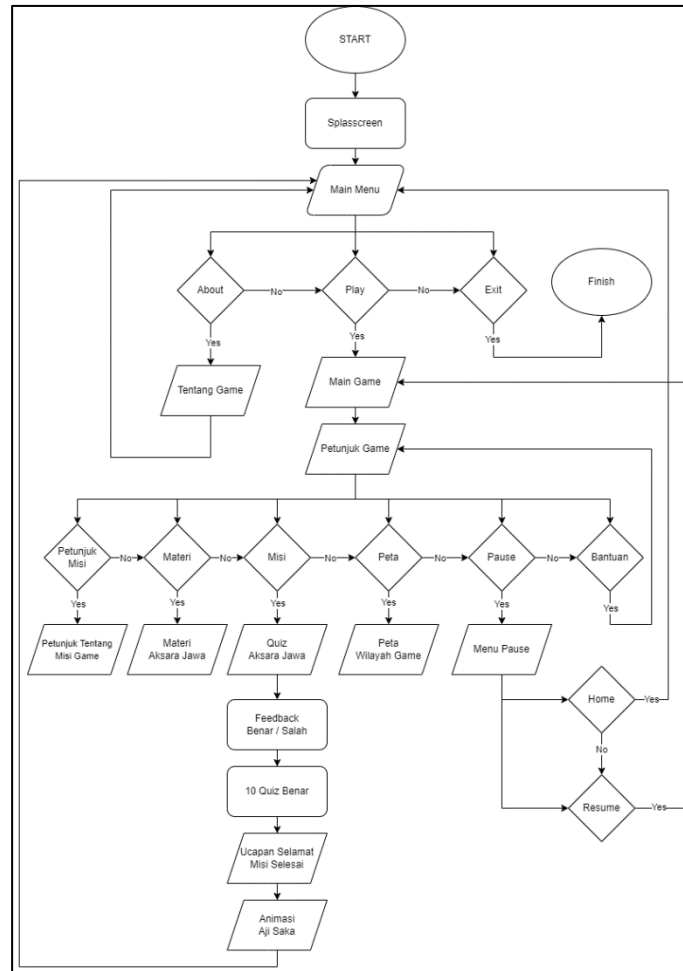 START
Splasscreen
Main Menu
About
No
Play
No
Exit
Finish
Yes
Yes
Yes
Tentang Game
Main Game
Petunjuk Game
Petunjuk
Misi
No
Materi
No
Misi
No
Peta
No
Pause
No
Bantuan
Yes
Yes
Yes
Yes
Yes
Yes
Petunjuk Tentang
Misi Game
Materi
Aksara Jawa
Quiz
Aksara Jawa
Peta
Wilayah Game
Menu Pause
Home
Yes
Feedback
Benar / Salah
No
10 Quiz Benar
Resume
Yes
Ucapan Selamat
Misi Selesai
Animasi
Aji Saka